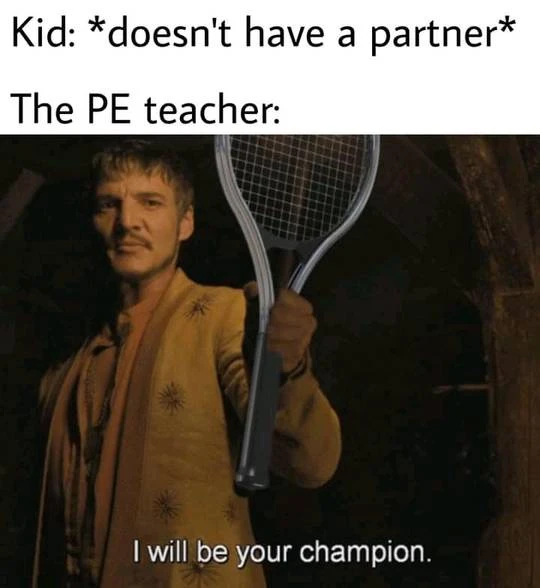 Kid: *doesn't have a partner*
The PE teacher:
I will be your champion.